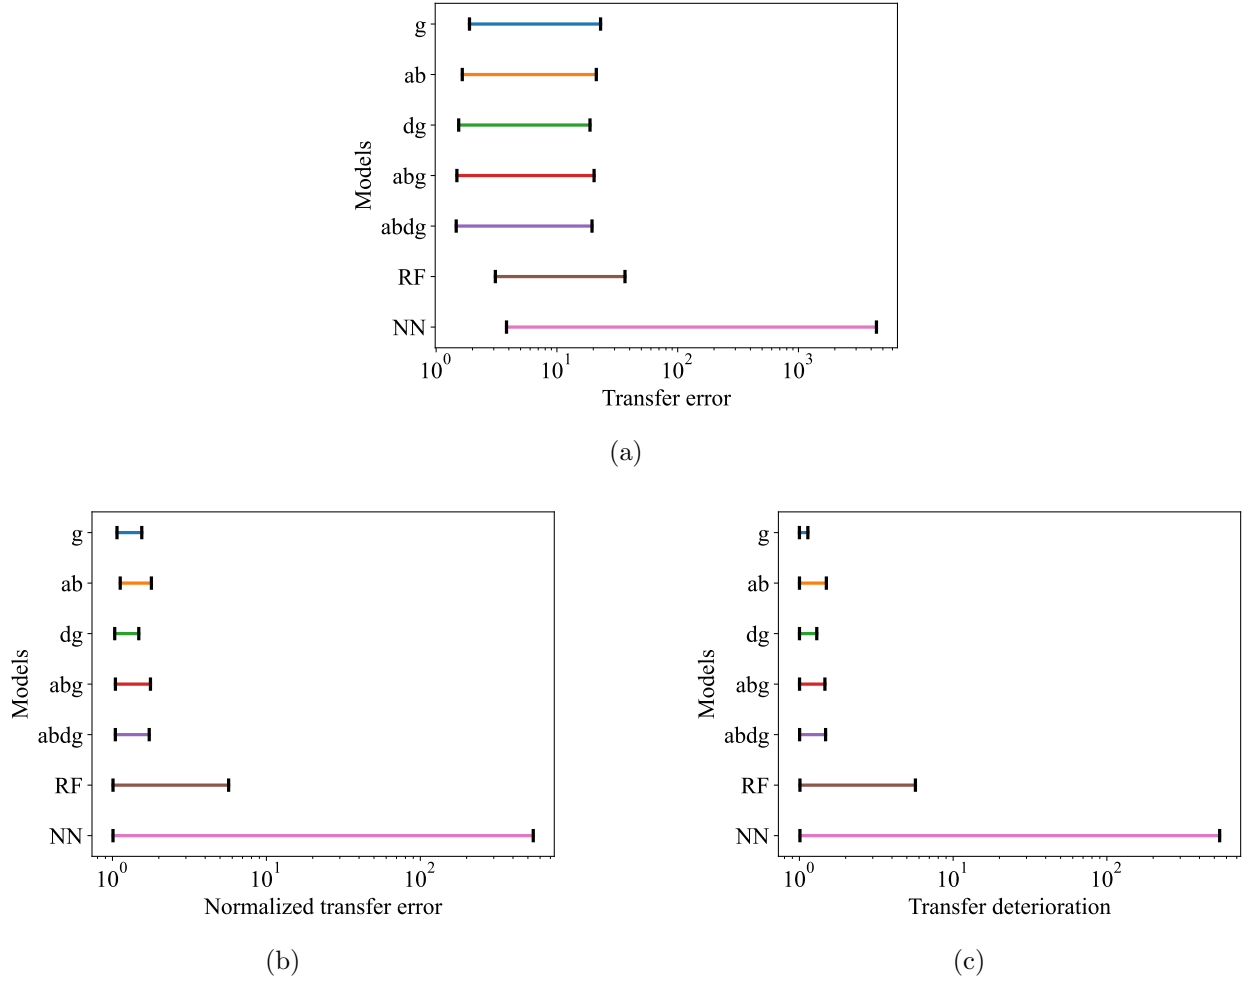 g
ab
dg
abg
abdg
RF
NN
Models
10^0 10^1 10^2 10^3
Transfer error
(a)
g
ab
dg
abg
abdg
RF
NN
Models
10^0 10^1 10^2
Normalized transfer error
(b)
g
ab
dg
abg
abdg
RF
NN
Models
10^0 10^1 10^2
Transfer deterioration
(c)